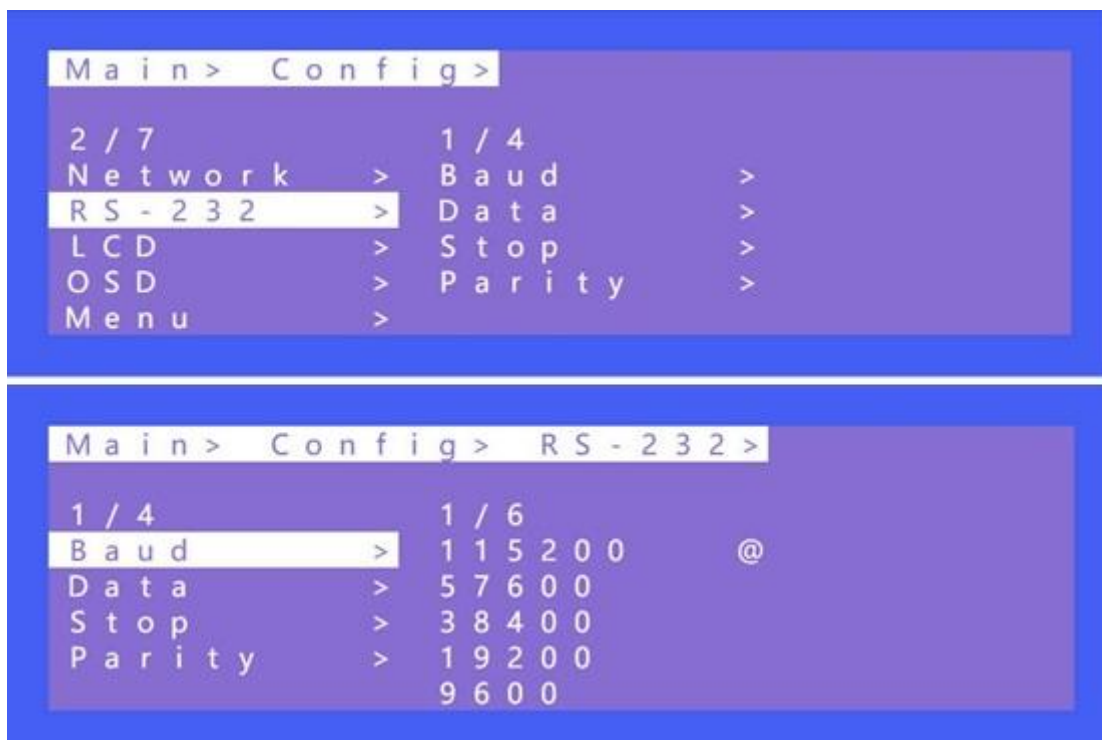 Main> Config>
2/7 1/4
Network > Baud >
RS-232 > Data >
LCD > Stop >
OSD > Parity >
Menu >
Main> Config> RS-232>
1/4 1/6
Baud > 115200 @
Data > 57600
Stop > 38400
Parity > 19200
9600